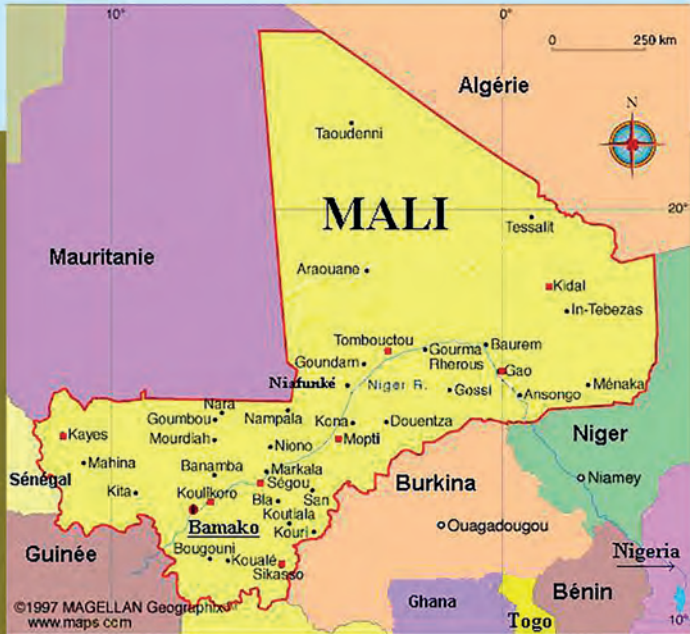 10°
0°
0 250 km
Algérie
N
Taoudenni
MALI
20°
Tessalit
Mauritanie
Araouane
Kidal
In-Tebezas
Tombouctou
Gourma
Rherous
Baurem
Goundam
Gao
Niafunké
Niger R.
Gossi
Ansongo
Ménaka
Nara
Goumbou
Nampala
Kona
Douentza
Kayes
Mourdiah
Niono
Mopti
Niger
Sénégal
Mahina
Banamba
Markala
Ségou
Burkina
Niamey
Kita
Koulikoro
Bla
San
Koutiala
Bamako
Kouri
Ouagadougou
Guinée
Bougouni
Koualé
Sikasso
Nigeria
Bénin
Ghana
Togo
10°
©1997 MAGELLAN Geographix
www.maps.com